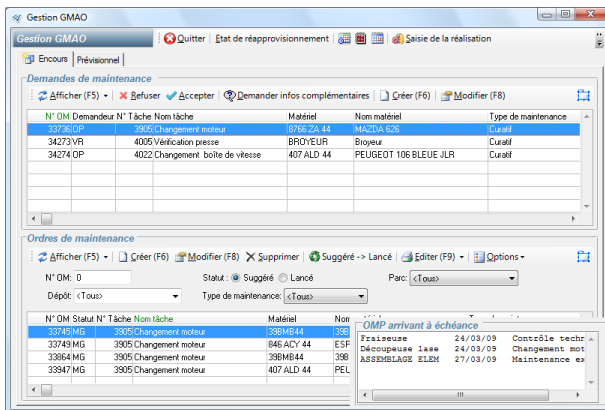 Gestion GMAO
Gestion GMAO Quitter État de réapprovisionnement Saisie de la réalisation
Encours Prévisionnel
Demandes de maintenance
Afficher (F5) Refuser Accepter Demander infos complémentaires Créer (F6) Modifier (F8)
N° OM Demandeur N° Tâche Nom tâche Matériel Nom matériel Type de maintenance
33736 OP 3905 Changement moteur 8766 ZA 44 MAZDA 626 Curatif
34273 VR 4005 Vérification presse BROYEUR Broyeur Curatif
34274 OP 4022 Changement boîte de vitesse 407 ALD 44 PEUGEOT 106 BLEUE JLR Curatif
Ordres de maintenance
Afficher (F5) Créer (F6) Modifier (F8) Supprimer Suggéré -> Lancé Editer (F9) Options
N° OM: 0 Statut : Suggéré Lancé Parc: <Tous>
Dépôt: <Tous> Type de maintenance: <Tous>
N° OM Statut N° Tâche Nom tâche Matériel Nom
33745 MG 3905 Changement moteur 39BMB44 39B
33749 MG 3905 Changement moteur 846 ACY 44 ESF
33864 MG 3905 Changement moteur 39BMB44 39B
33947 MG 3905 Changement moteur 407 ALD 44 PEU
OMP arrivant à échéance
Fraiseuse 24/03/09 Contrôle techn
Découpeuse lase 24/03/09 Changement mot
ASSEMBLAGE ELEM 27/03/09 Maintenance ex